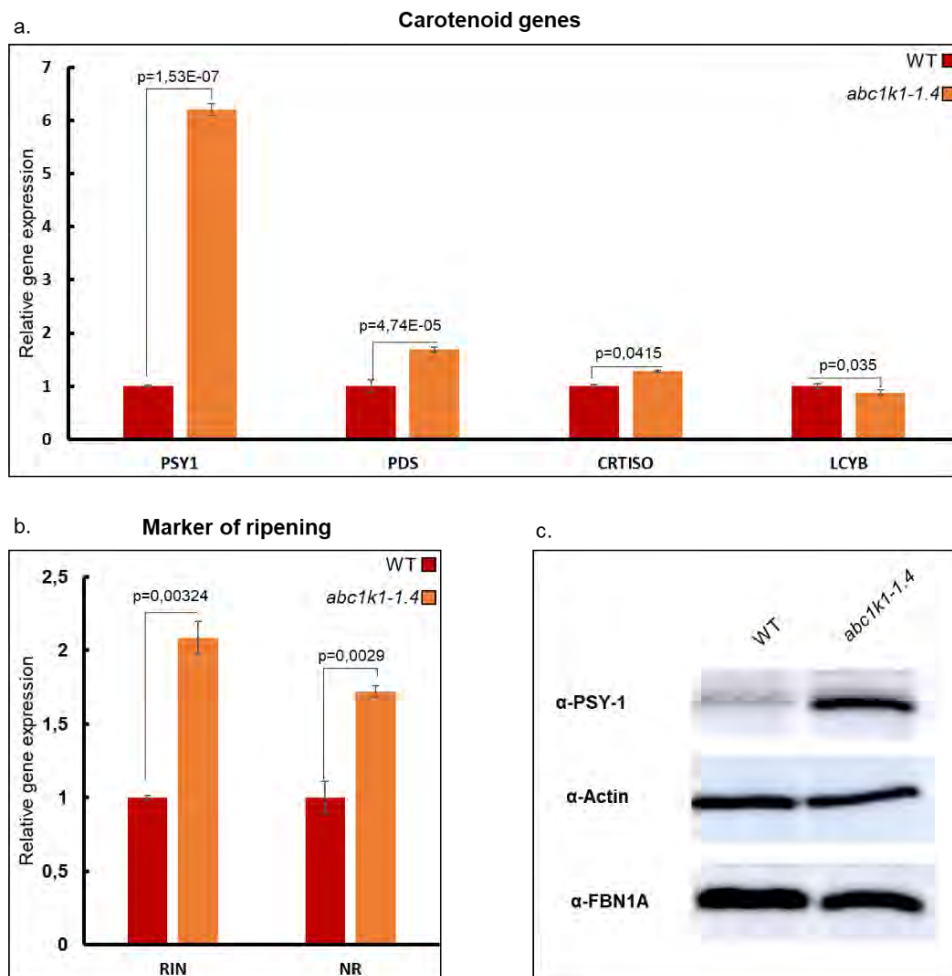 a.
Carotenoid genes
WT
abc1k1-1.4
Relative gene expression
7
6
5
4
3
2
1
0
p=1,53E-07
p=4,74E-05
p=0,0415
p=0,035
PSY1 PDS CRTISO LCYB
b.
Marker of ripening
WT
abc1k1-1.4
Relative gene expression
2,5
2
1,5
1
0,5
0
p=0,00324
p=0,0029
RIN NR
c.
WT abc1k1-1.4
α-PSY-1
α-Actin
α-FBN1A